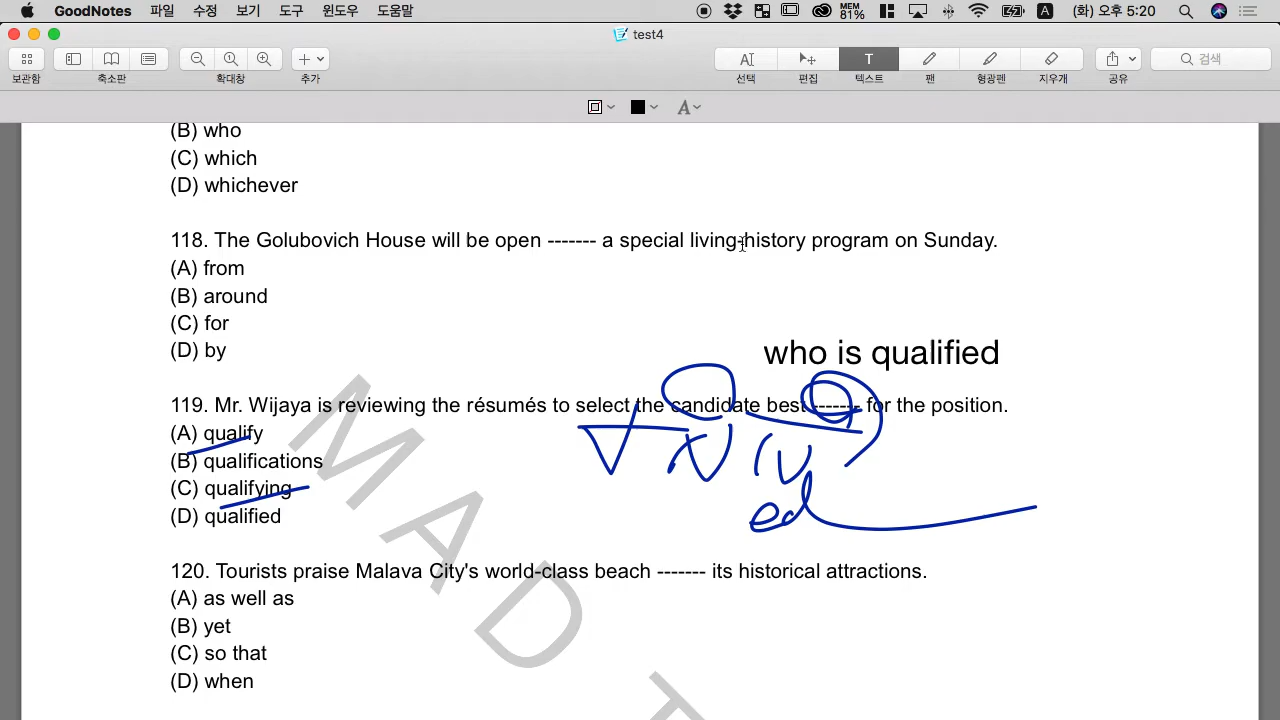 GoodNotes 파일 수정 보기 도구 윈도우 도움말 MEM 81% A (화) 오후 5:20
test4
보관함 축소판 확대창 추가 선택 편집 텍스트 펜 형광펜 지우개 공유 검색
(B) who
(C) which
(D) whichever
118. The Golubovich House will be open ------- a special living-history program on Sunday.
(A) from
(B) around
(C) for
(D) by
who is qualified
119. Mr. Wijaya is reviewing the résumés to select the candidate best ------- for the position.
(A) qualify
(B) qualifications
(C) qualifying
(D) qualified
ed
120. Tourists praise Malava City's world-class beach ------- its historical attractions.
(A) as well as
(B) yet
(C) so that
(D) when
M A D T